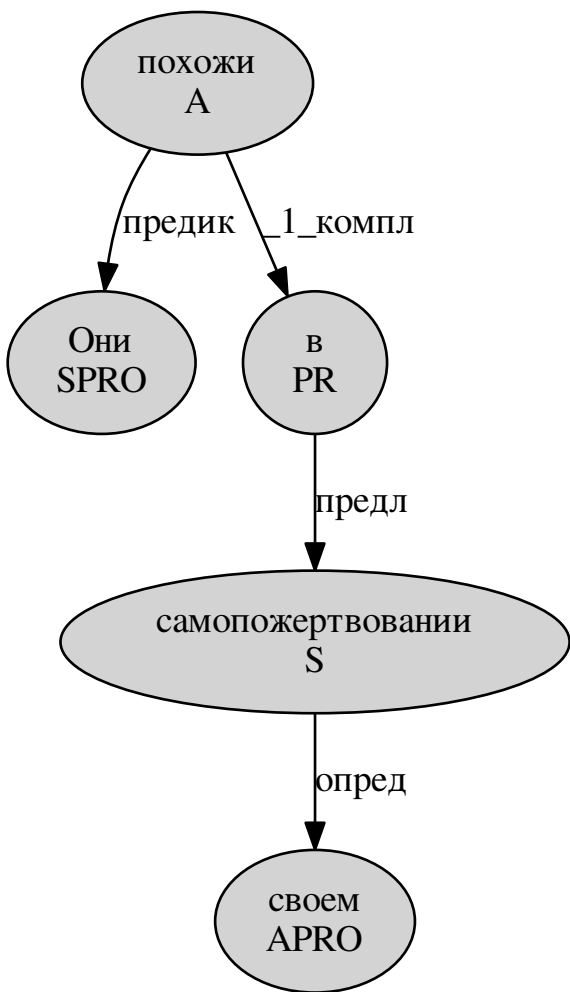 похожи
A
предик
_1_компл
Они
SPRO
в
PR
предл
самопожертвовании
S
опред
своем
APRO